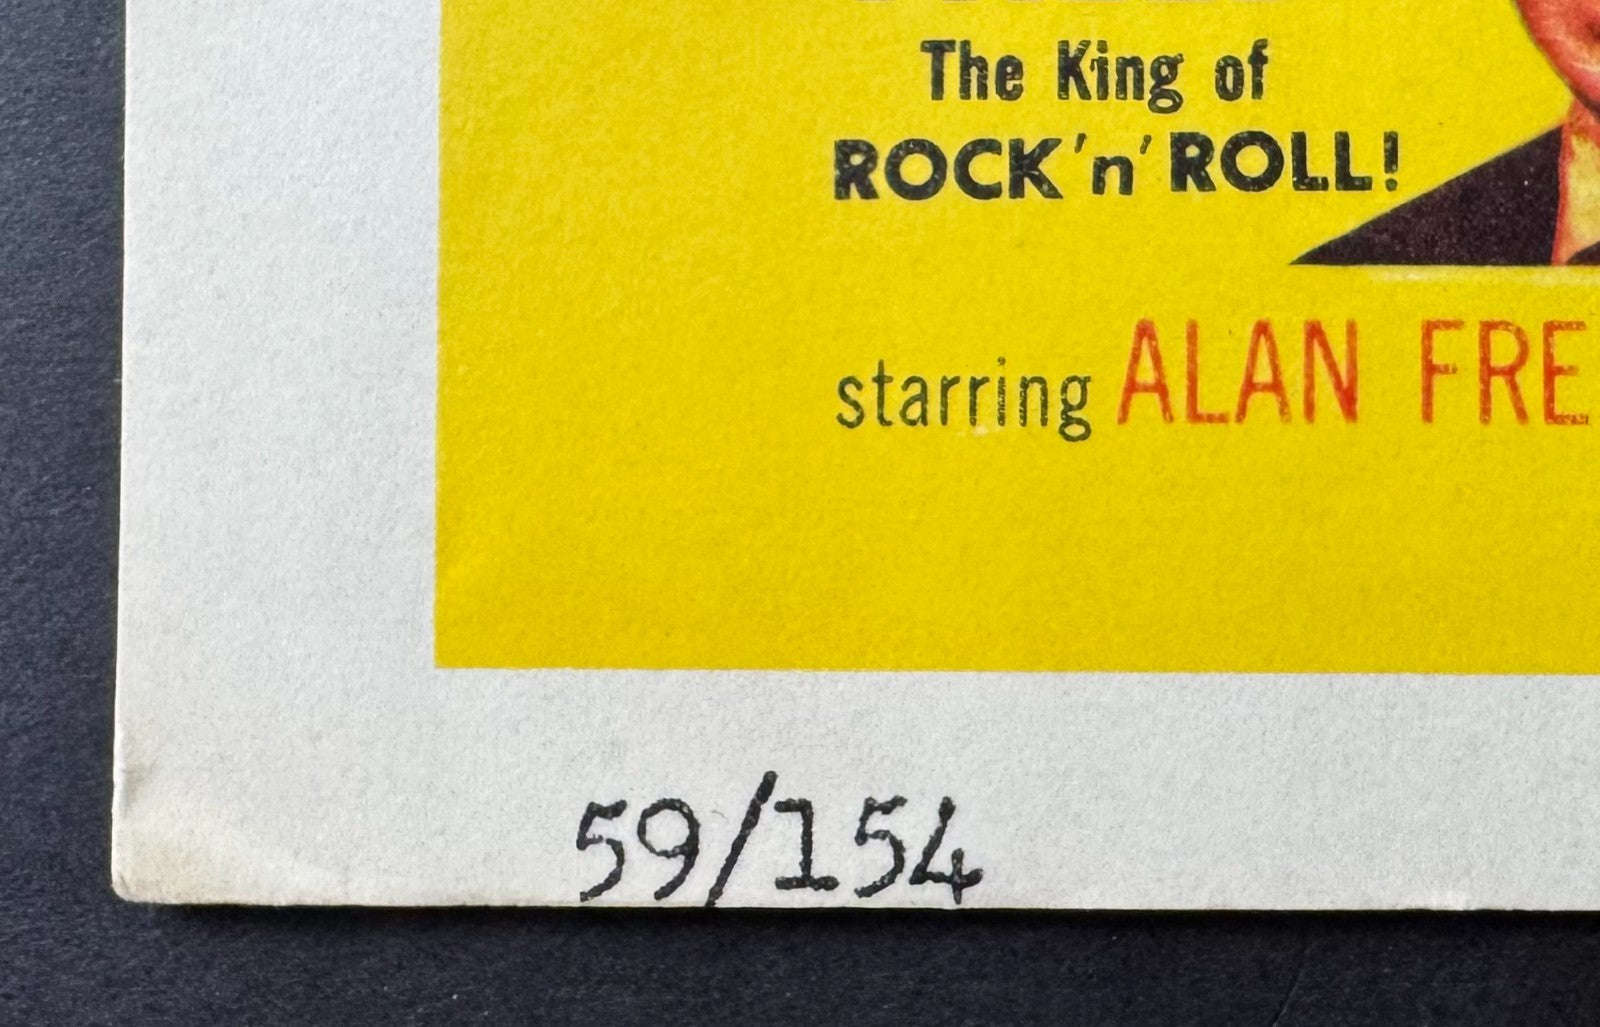 The King of
ROCK 'n' ROLL!
starring ALAN FRE
59/154